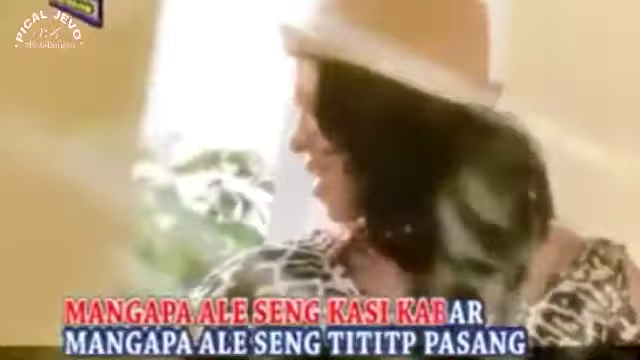 PICAL JEVO
MANGAPA ALE SENG KASI KABAR
MANGAPA ALE SENG TITITP PASANG